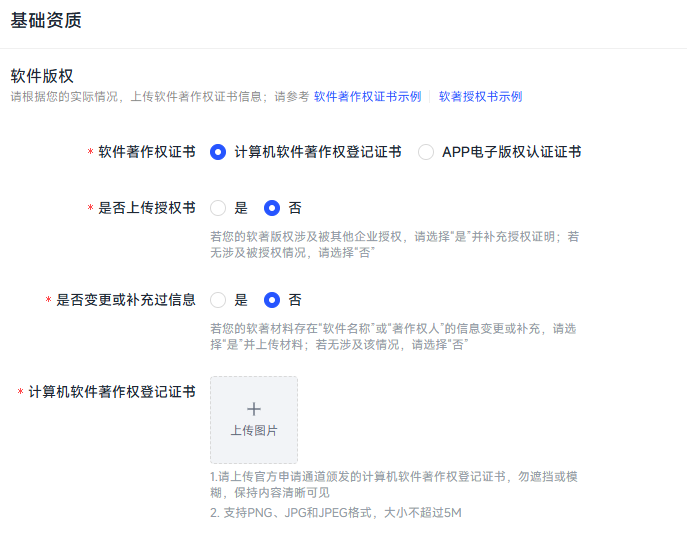 基础资质
软件版权
请根据您的实际情况，上传软件著作权证书信息；请参考 软件著作权证书示例 软著授权书示例
* 软件著作权证书 计算机软件著作权登记证书 APP电子版权认证证书
* 是否上传授权书 是 否
若您的软著版权涉及被其他企业授权，请选择“是”并补充授权证明；若
无涉及被授权情况，请选择“否”
* 是否变更或补充过信息 是 否
若您的软著材料存在“软件名称”或“著作权人”的信息变更或补充，请选
择“是”并上传材料；若无涉及该情况，请选择“否”
* 计算机软件著作权登记证书
上传图片
1.请上传官方申请通道颁发的计算机软件著作权登记证书，勿遮挡或模
糊，保持内容清晰可见
2. 支持PNG、JPG和JPEG格式，大小不超过5M